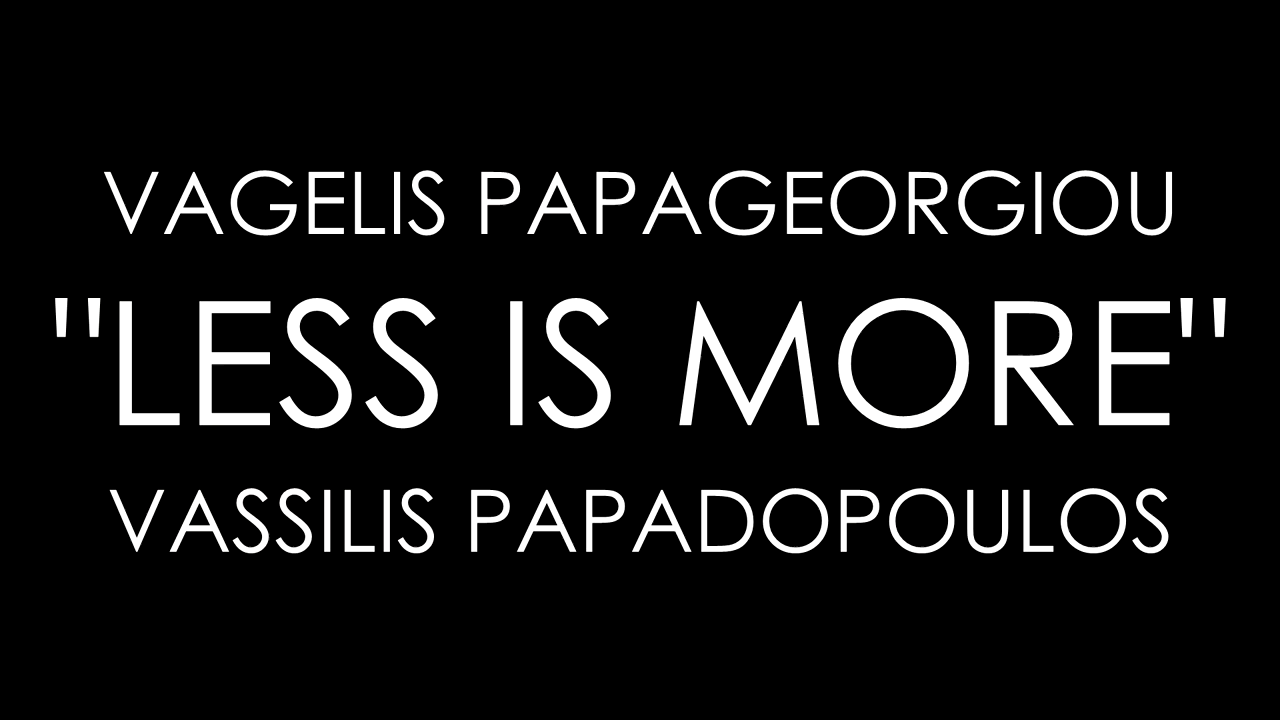 VAGELIS PAPAGEORGIOU
"LESS IS MORE"
VASSILIS PAPADOPOULOS